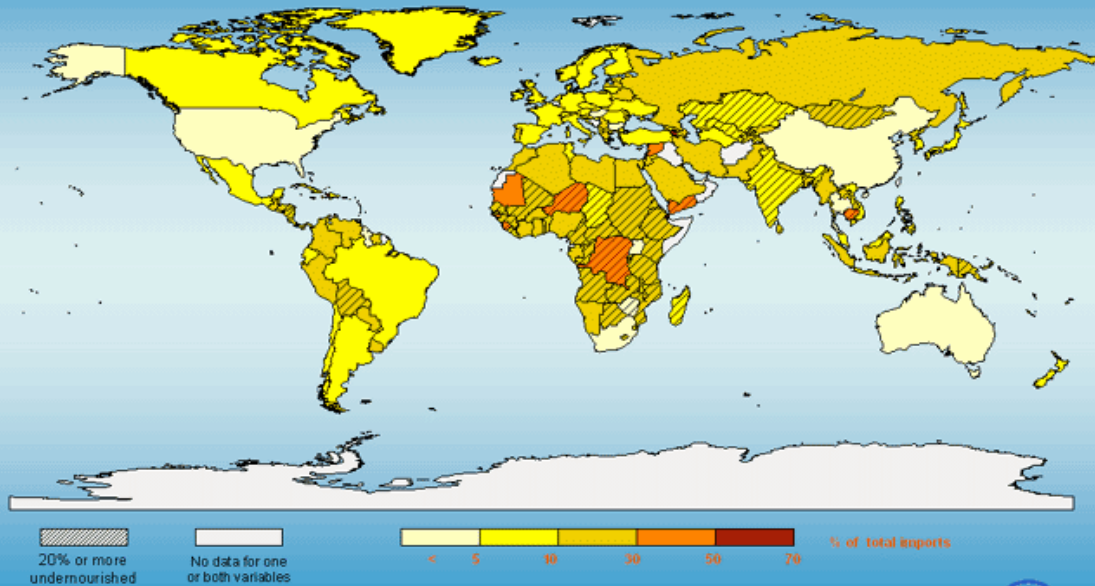 20% or more
undernourished
No data for one
or both variables
< 5 10 30 50 70
% of total imports